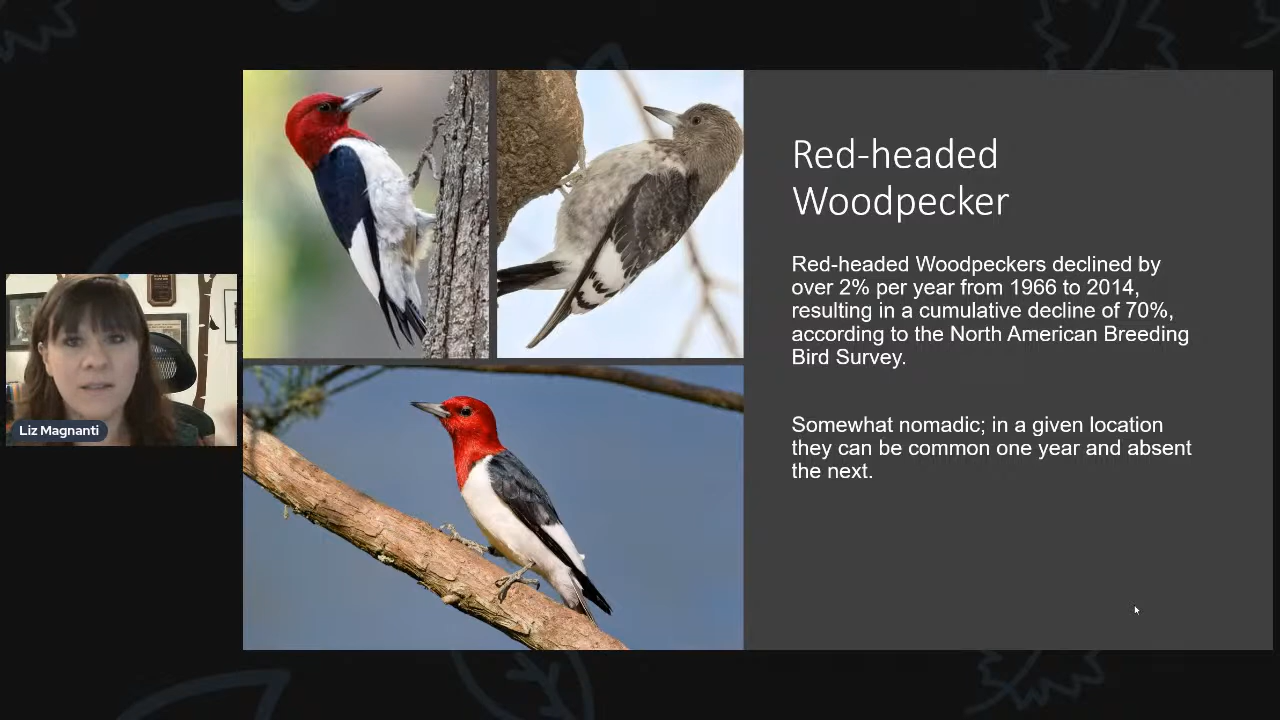 Red-headed
Woodpecker
Red-headed Woodpeckers declined by
over 2% per year from 1966 to 2014,
resulting in a cumulative decline of 70%,
according to the North American Breeding
Bird Survey.
Somewhat nomadic; in a given location
they can be common one year and absent
the next.
Liz Magnanti